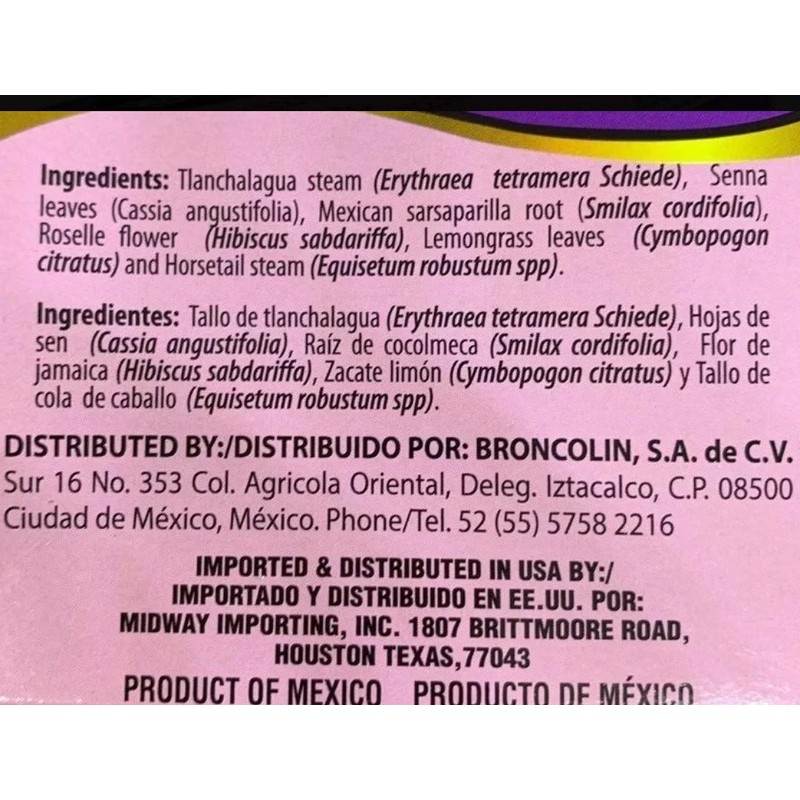 Ingredients: Tlanchalagua steam (Erythraea tetramera Schiede), Senna
leaves (Cassia angustifolia), Mexican sarsaparilla root (Smilax cordifolia),
Roselle flower (Hibiscus sabdariffa), Lemongrass leaves (Cymbopogon
citratus) and Horsetail steam (Equisetum robustum spp).
Ingredientes: Tallo de tlanchalagua (Erythraea tetramera Schiede), Hojas de
sen (Cassia angustifolia), Raíz de cocolmeca (Smilax cordifolia), Flor de
jamaica (Hibiscus sabdariffa), Zacate limón (Cymbopogon citratus) y Tallo de
cola de caballo (Equisetum robustum spp).
DISTRIBUTED BY:/DISTRIBUIDO POR: BRONCOLIN, S.A. de C.V.
Sur 16 No. 353 Col. Agricola Oriental, Deleg. Iztacalco, C.P. 08500
Ciudad de México, México. Phone/Tel. 52 (55) 5758 2216
IMPORTED & DISTRIBUTED IN USA BY:/
IMPORTADO Y DISTRIBUIDO EN EE.UU. POR:
MIDWAY IMPORTING, INC. 1807 BRITTMOORE ROAD,
HOUSTON TEXAS,77043
PRODUCT OF MEXICO PRODUCTO DE MÉXICO